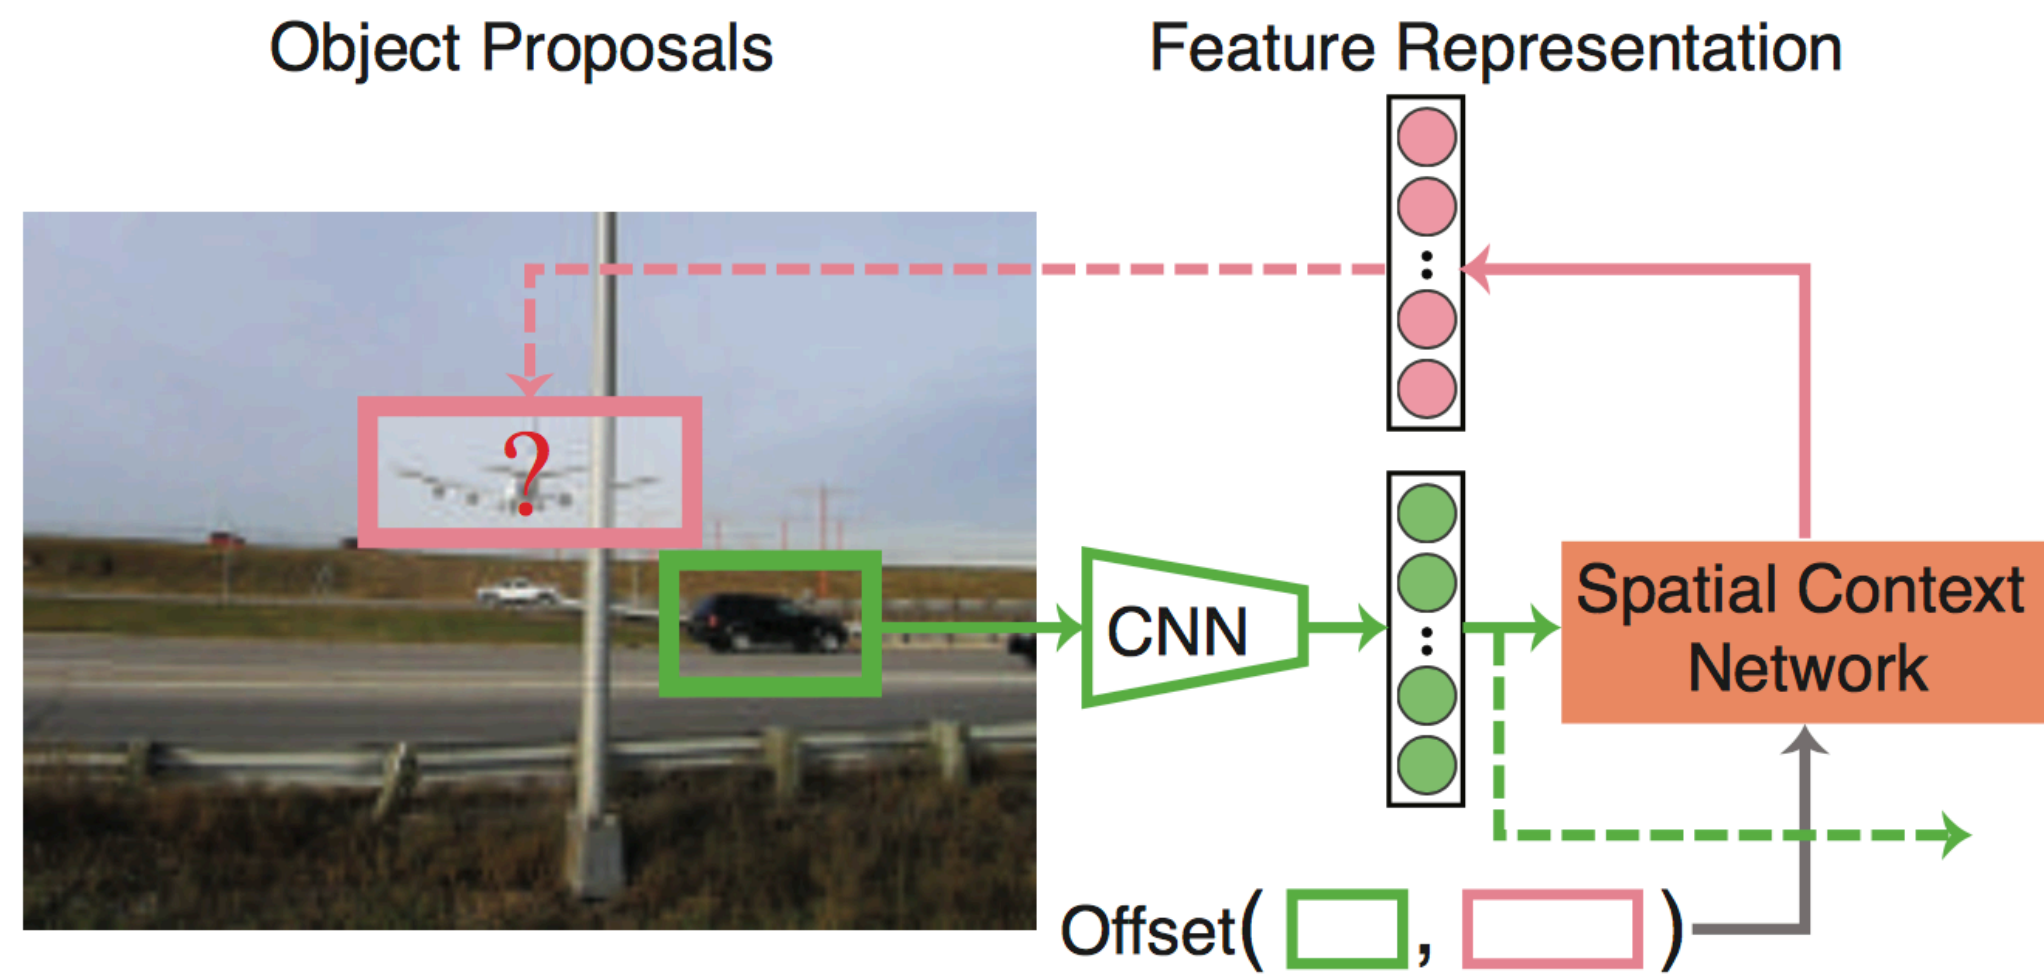 Object Proposals
Feature Representation
?
CNN
Spatial Context
Network
Offset( , )